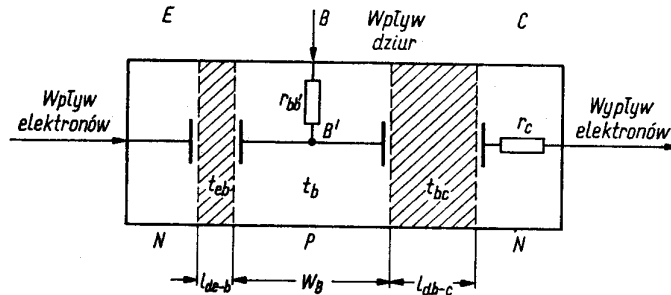 E
B
Wpływ
dziur
C
Wpływ
elektronów
r_bb'
B'
r_c
Wypływ
elektronów
t_eb
t_b
t_bc
N
P
N
l_de-b
W_B
l_db-c